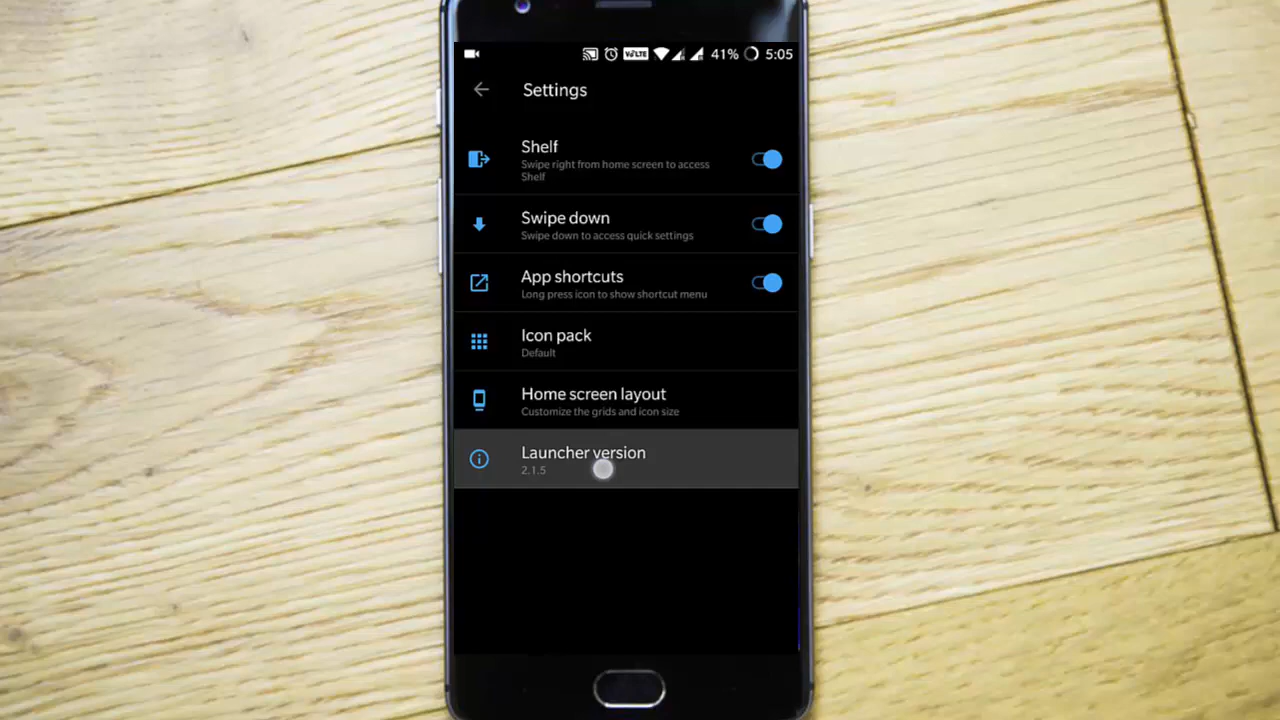 VoLTE 41% 5:05
Settings
Shelf
Swipe right from home screen to access
Shelf
Swipe down
Swipe down to access quick settings
App shortcuts
Long press icon to show shortcut menu
Icon pack
Default
Home screen layout
Customize the grids and icon size
Launcher version
2.1.5